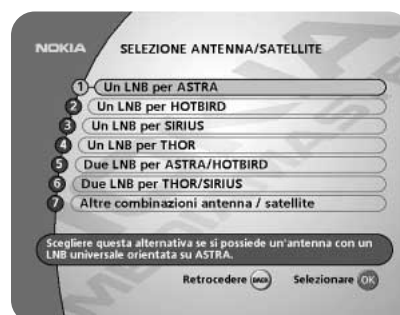 NOKIA
SELEZIONE ANTENNA/SATELLITE
1 Un LNB per ASTRA
2 Un LNB per HOTBIRD
3 Un LNB per SIRIUS
4 Un LNB per THOR
5 Due LNB per ASTRA/HOTBIRD
6 Due LNB per THOR/SIRIUS
7 Altre combinazioni antenna / satellite
Scegliere questa alternativa se si possiede un'antenna con un
LNB universale orientata su ASTRA.
Retrocedere BACK Selezionare OK